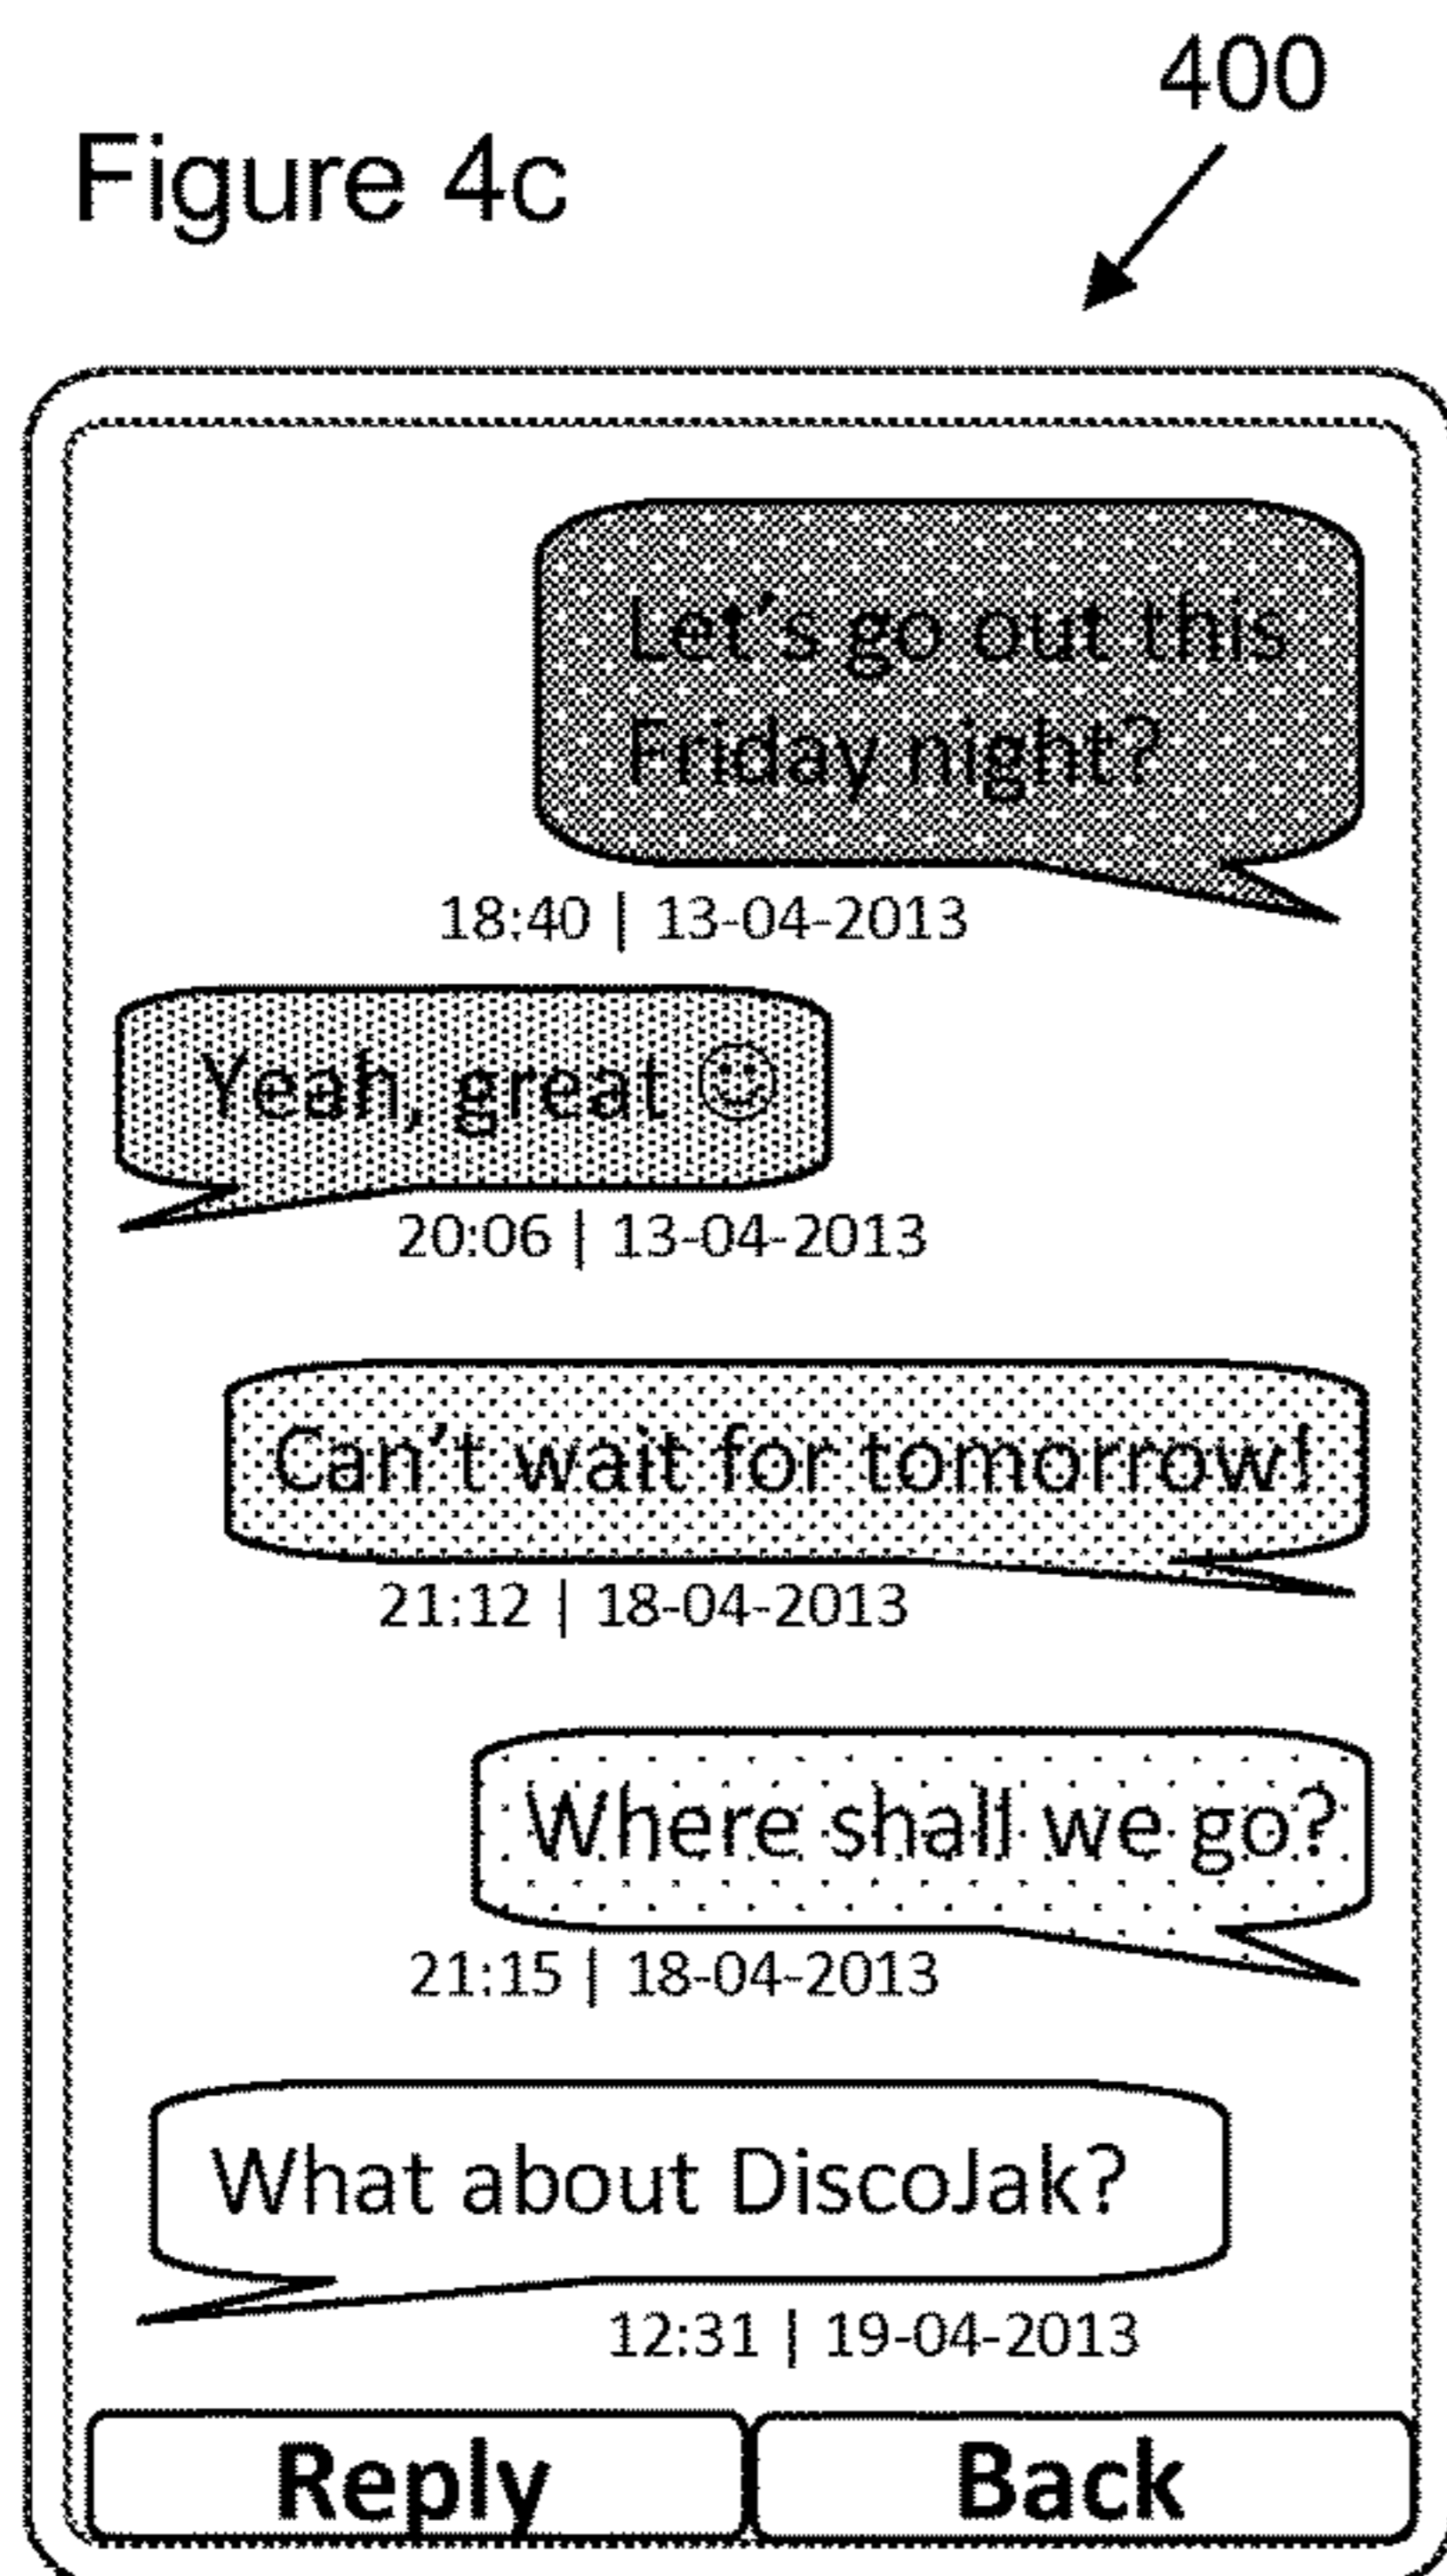 400
Figure 4c
Let's go out this
Friday night?
18:40 | 13-04-2013
Yeah, great ☺
20:06 | 13-04-2013
Can't wait for tomorrow!
21:12 | 18-04-2013
Where shall we go?
21:15 | 18-04-2013
What about DiscoJak?
12:31 | 19-04-2013
Reply Back